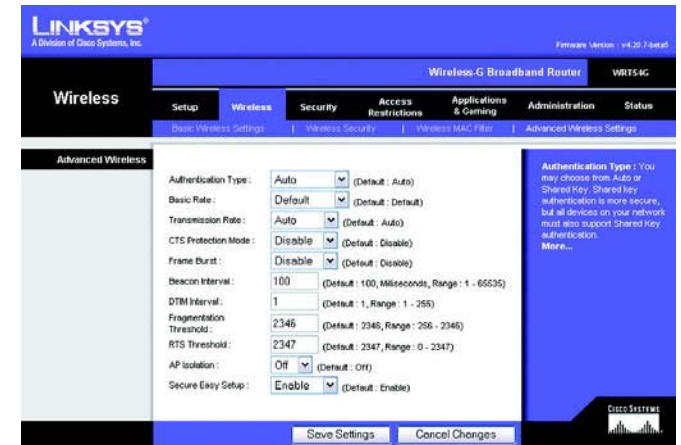 LINKSYS®
A Division of Cisco Systems, Inc.
Firmware Version : v4.20.7-beta5
Wireless-G Broadband Router WRT54G
Wireless
Setup Wireless Security Access Restrictions Applications & Gaming Administration Status
Basic Wireless Settings | Wireless Security | Wireless MAC Filter | Advanced Wireless Settings
Advanced Wireless
Authentication Type : Auto (Default : Auto)
Basic Rate : Default (Default : Default)
Transmission Rate : Auto (Default : Auto)
CTS Protection Mode : Disable (Default : Disable)
Frame Burst : Disable (Default : Disable)
Beacon Interval : 100 (Default : 100, Milliseconds, Range : 1 - 65535)
DTIM Interval : 1 (Default : 1, Range : 1 - 255)
Fragmentation Threshold : 2346 (Default : 2346, Range : 256 - 2346)
RTS Threshold : 2347 (Default : 2347, Range : 0 - 2347)
AP Isolation : Off (Default : Off)
Secure Easy Setup : Enable (Default : Enable)
Authentication Type : You
may choose from Auto or
Shared Key. Shared key
authentication is more secure,
but all devices on your network
must also support Shared Key
authentication.
More...
Save Settings Cancel Changes
CISCO SYSTEMS